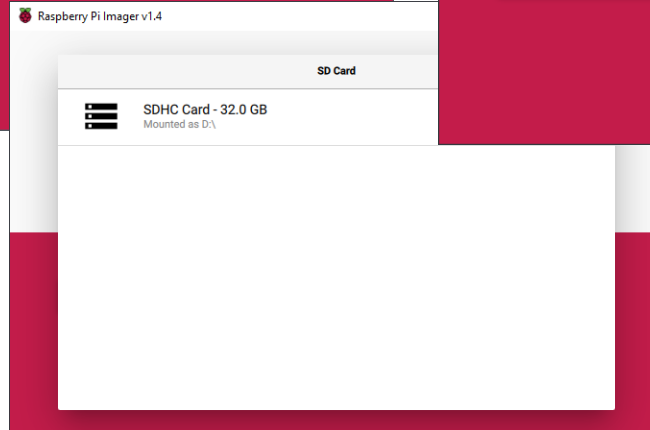 Raspberry Pi Imager v1.4
SD Card
SDHC Card - 32.0 GB
Mounted as D:\